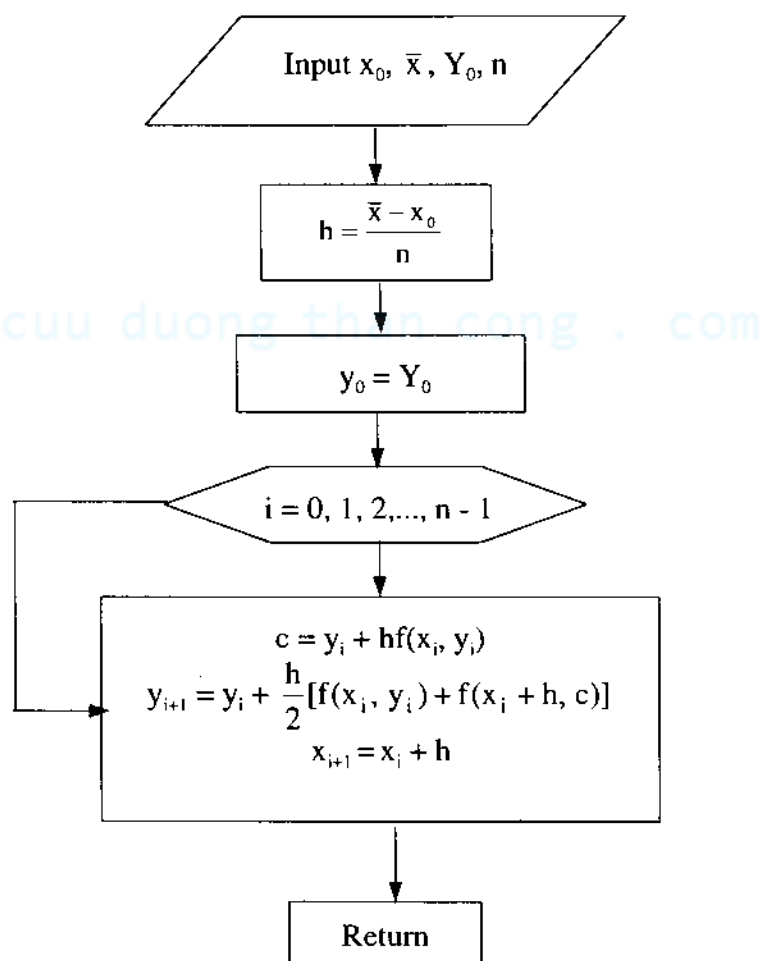 Input x₀, x̄, Y₀, n
h = (x̄ − x₀)/n
cuu duong than cong . com
y₀ = Y₀
i = 0, 1, 2,..., n - 1
c = yᵢ + hf(xᵢ, yᵢ)
yᵢ₊₁ = yᵢ + h/2[f(xᵢ, yᵢ) + f(xᵢ + h, c)]
xᵢ₊₁ = xᵢ + h
Return